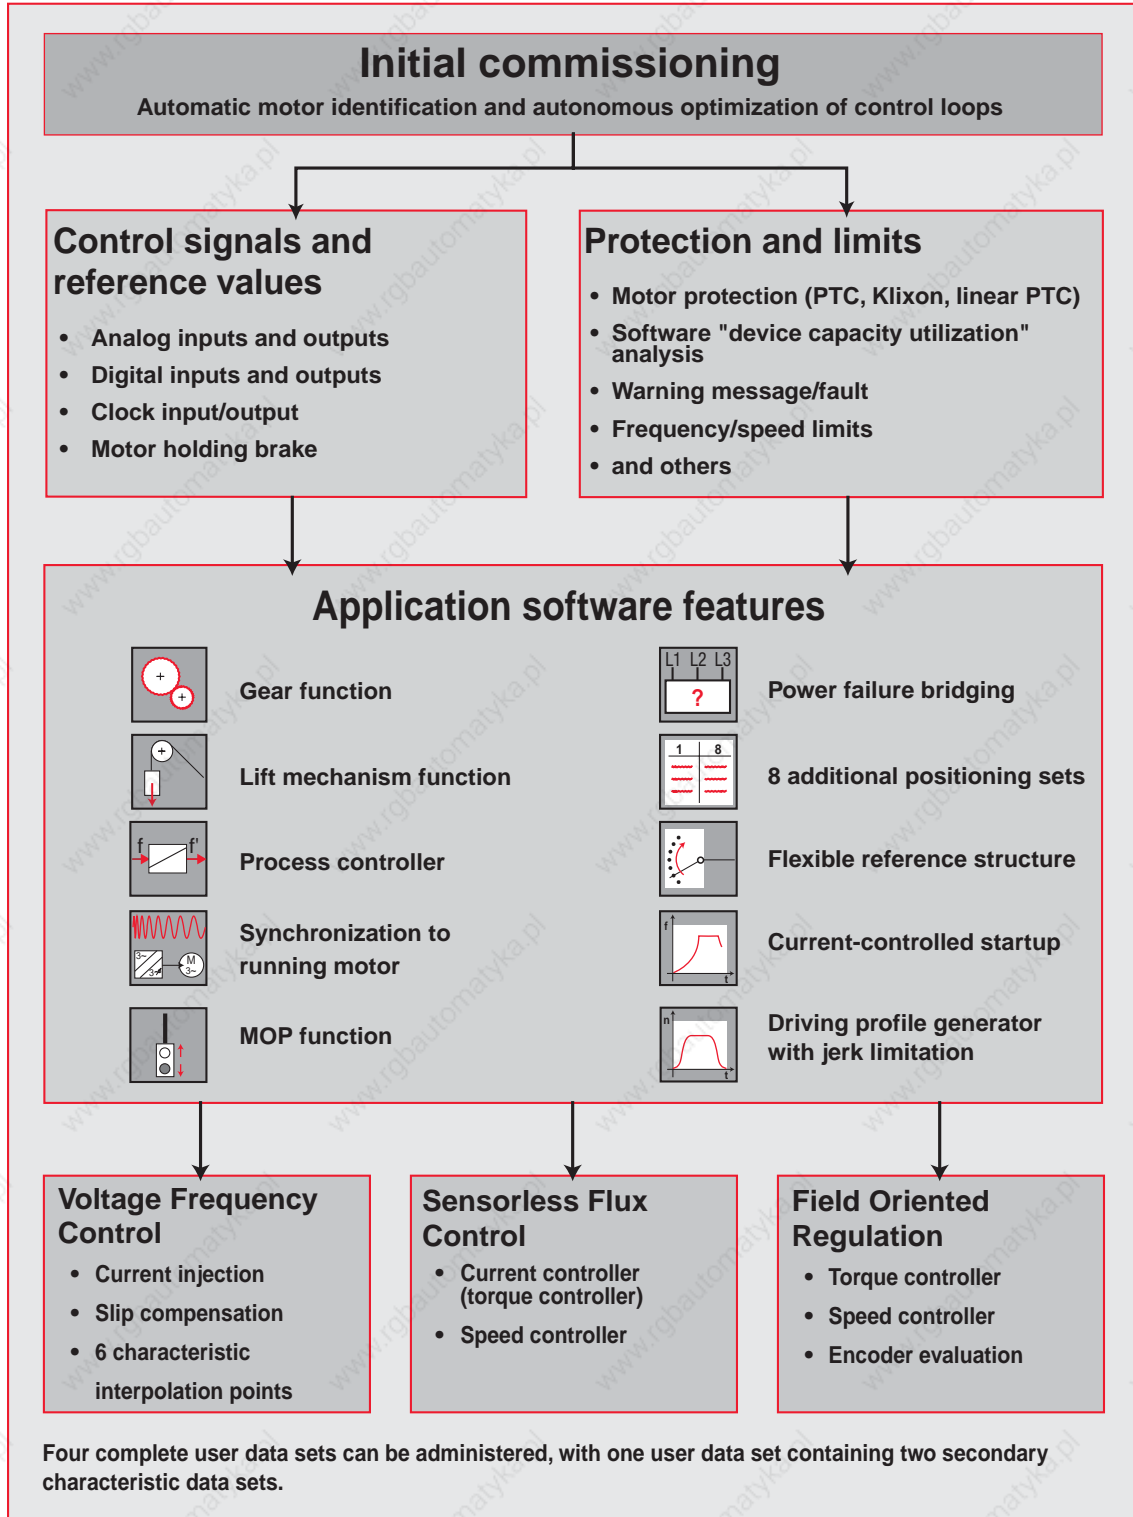 Initial commissioning
Automatic motor identification and autonomous optimization of control loops
Control signals and
reference values
• Analog inputs and outputs
• Digital inputs and outputs
• Clock input/output
• Motor holding brake
Protection and limits
• Motor protection (PTC, Klixon, linear PTC)
• Software "device capacity utilization"
analysis
• Warning message/fault
• Frequency/speed limits
• and others
Application software features
Gear function
f f'
Lift mechanism function
Process controller
3~ 3~ M 3~
Synchronization to
running motor
MOP function
L1 L2 L3
?
Power failure bridging
1 8
8 additional positioning sets
Flexible reference structure
f t
Current-controlled startup
n t
Driving profile generator
with jerk limitation
Voltage Frequency
Control
• Current injection
• Slip compensation
• 6 characteristic
interpolation points
Sensorless Flux
Control
• Current controller
(torque controller)
• Speed controller
Field Oriented
Regulation
• Torque controller
• Speed controller
• Encoder evaluation
Four complete user data sets can be administered, with one user data set containing two secondary
characteristic data sets.
www.rgbautomatyka.pl